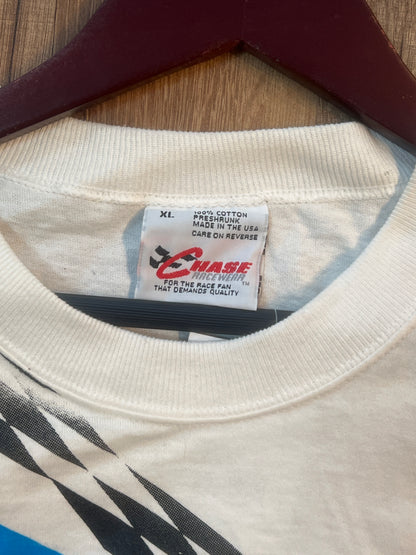 XL
100% COTTON
PRESHRUNK
MADE IN THE USA
CARE ON REVERSE
CHASE
RACEWEAR™
FOR THE RACE FAN
THAT DEMANDS QUALITY